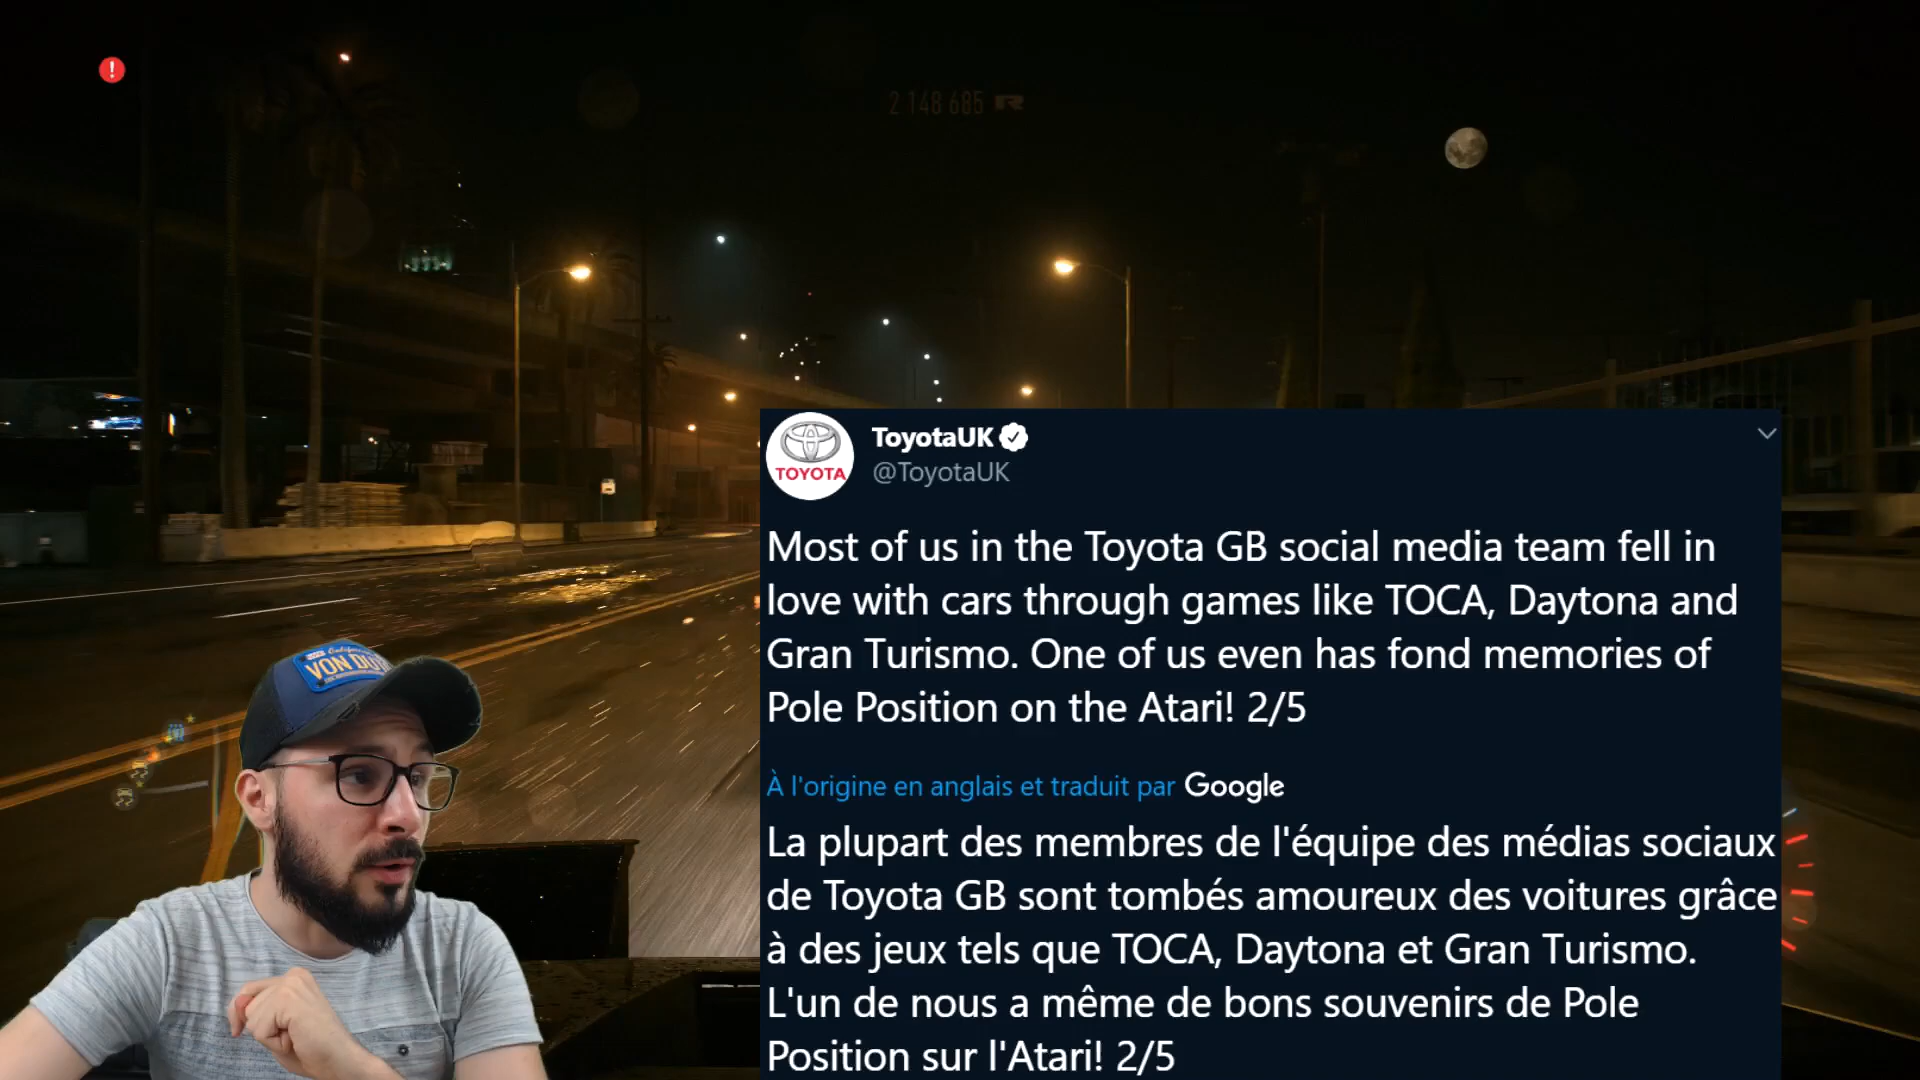 2 148 685
VON DUTCH
TOYOTA
ToyotaUK
@ToyotaUK
Most of us in the Toyota GB social media team fell in
love with cars through games like TOCA, Daytona and
Gran Turismo. One of us even has fond memories of
Pole Position on the Atari! 2/5
À l'origine en anglais et traduit par Google
La plupart des membres de l'équipe des médias sociaux
de Toyota GB sont tombés amoureux des voitures grâce
à des jeux tels que TOCA, Daytona et Gran Turismo.
L'un de nous a même de bons souvenirs de Pole
Position sur l'Atari! 2/5